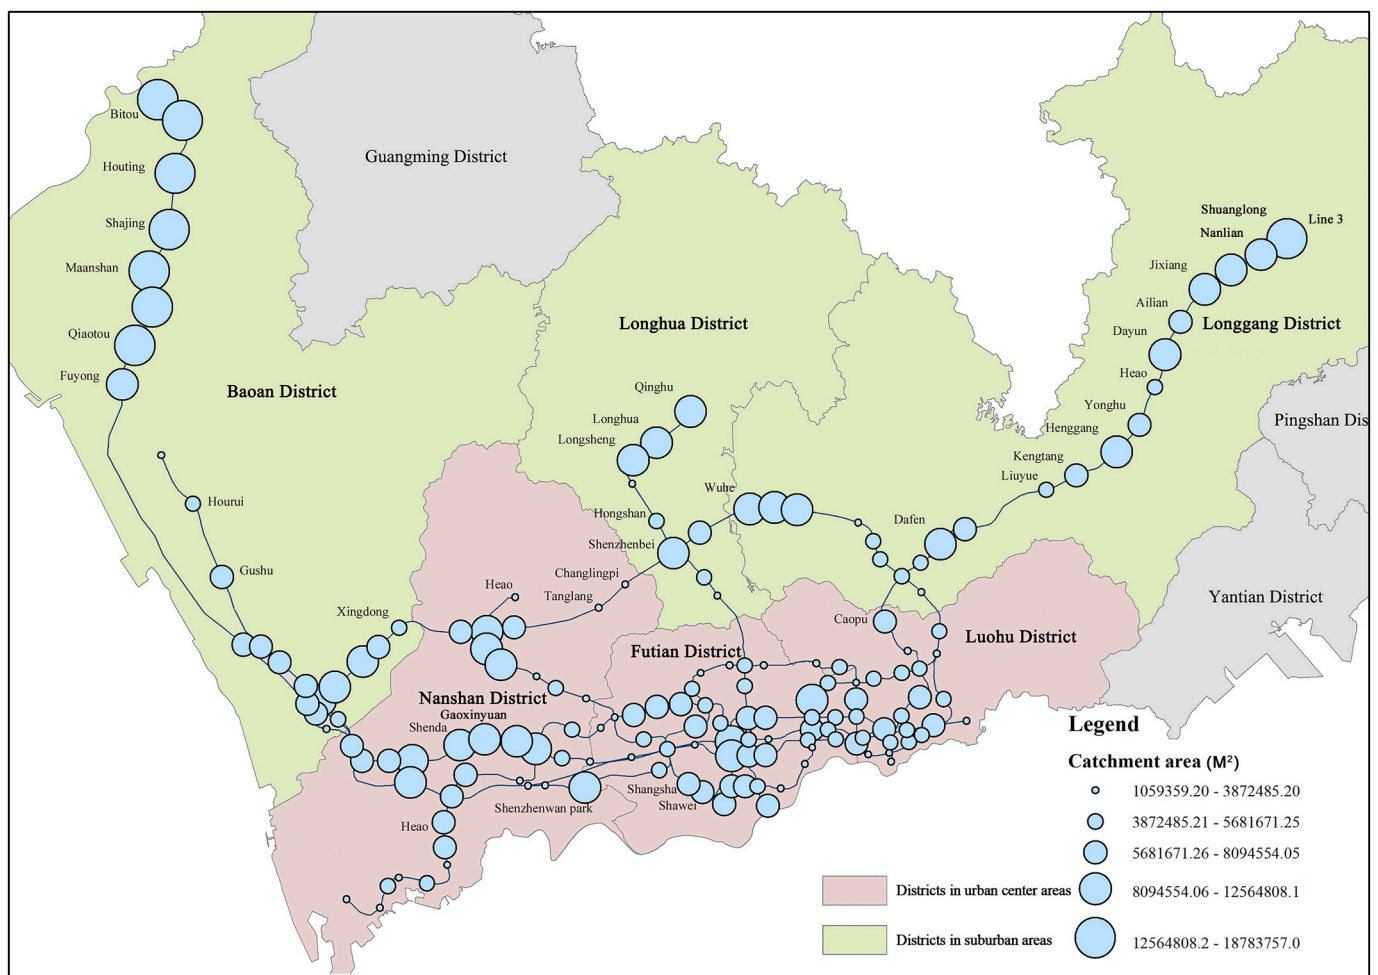 Bitou
Guangming District
Houting
Shuanglong
Line 3
Shajing
Nanlian
Maanshan
Jixiang
Ailian
Longhua District
Longgang District
Qiaotou
Dayun
Fuyong
Heao
Baoan District
Qinghu
Yonghu
Longhua
Henggang
Pingshan Dis
Longsheng
Kengtang
Liuyue
Wuhe
Hourui
Hongshan
Dafen
Shenzhenbei
Gushu
Changlingpi
Heao
Tanglang
Yantian District
Xingdong
Caopu
Luohu District
Futian District
Nanshan District
Gaoxinyuan
Shenda
Legend
Catchment area (M²)
Shangsha
1059359.20 - 3872485.20
Shawei
Shenzhenwan park
3872485.21 - 5681671.25
Heao
5681671.26 - 8094554.05
Districts in urban center areas
8094554.06 - 12564808.1
Districts in suburban areas
12564808.2 - 18783757.0